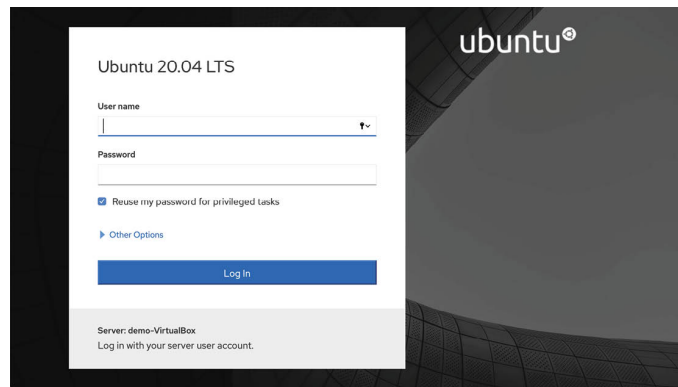 ubuntu
Ubuntu 20.04 LTS
User name
Password
Reuse my password for privileged tasks
Other Options
Log In
Server: demo-VirtualBox
Log in with your server user account.